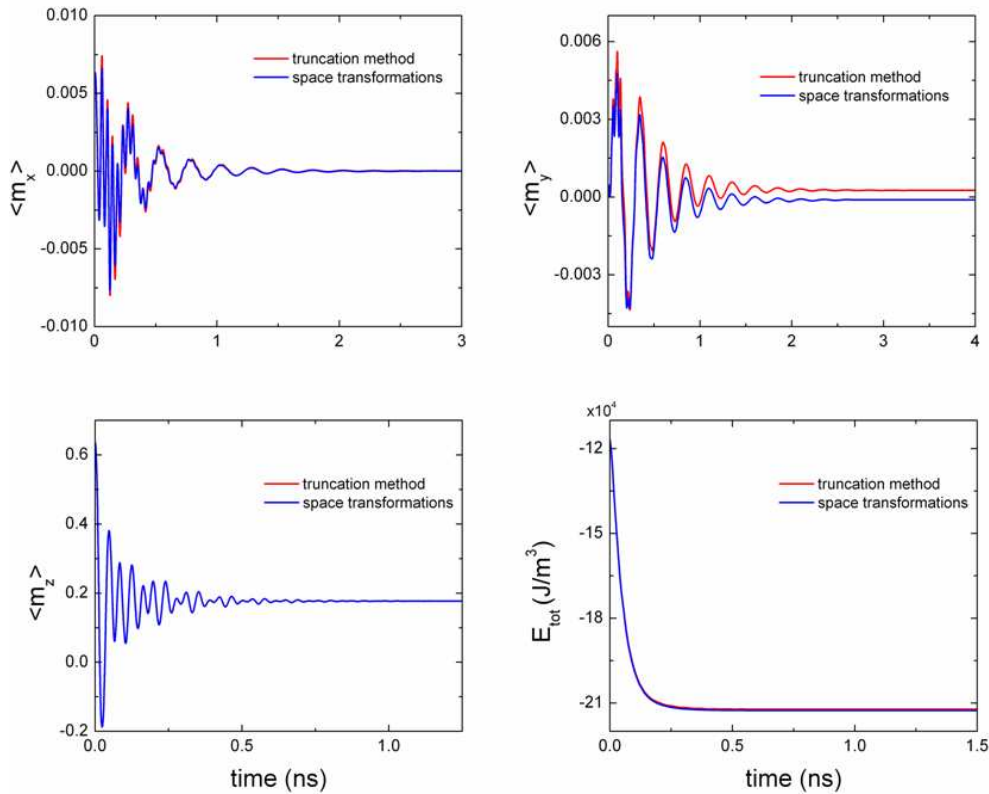 0.010
0.005
0.000
-0.005
-0.010
<m_x>
truncation method
space transformations
0
1
2
3
0.006
0.003
0.000
-0.003
<m_y>
truncation method
space transformations
0
1
2
3
4
0.6
0.4
0.2
0.0
-0.2
<m_z>
truncation method
space transformations
0.0
0.5
1.0
time (ns)
x10⁴
-12
-15
-18
-21
E_tot (J/m³)
truncation method
space transformations
0.0
0.5
1.0
1.5
time (ns)